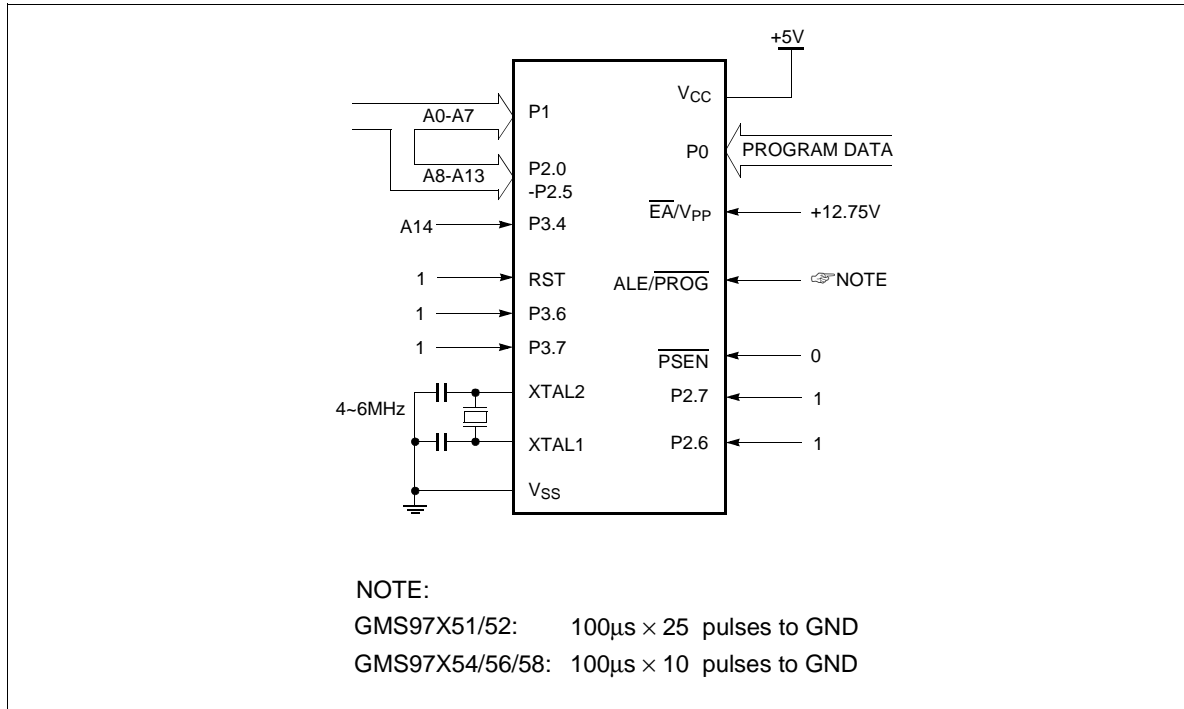 +5V
VCC
A0-A7
P1
P0
PROGRAM DATA
A8-A13
P2.0
-P2.5
EA/VPP
+12.75V
A14
P3.4
1
RST
ALE/PROG
☞NOTE
1
P3.6
1
P3.7
PSEN
0
XTAL2
P2.7
1
4~6MHz
XTAL1
P2.6
1
VSS
NOTE:
GMS97X51/52: 100μs × 25 pulses to GND
GMS97X54/56/58: 100μs × 10 pulses to GND